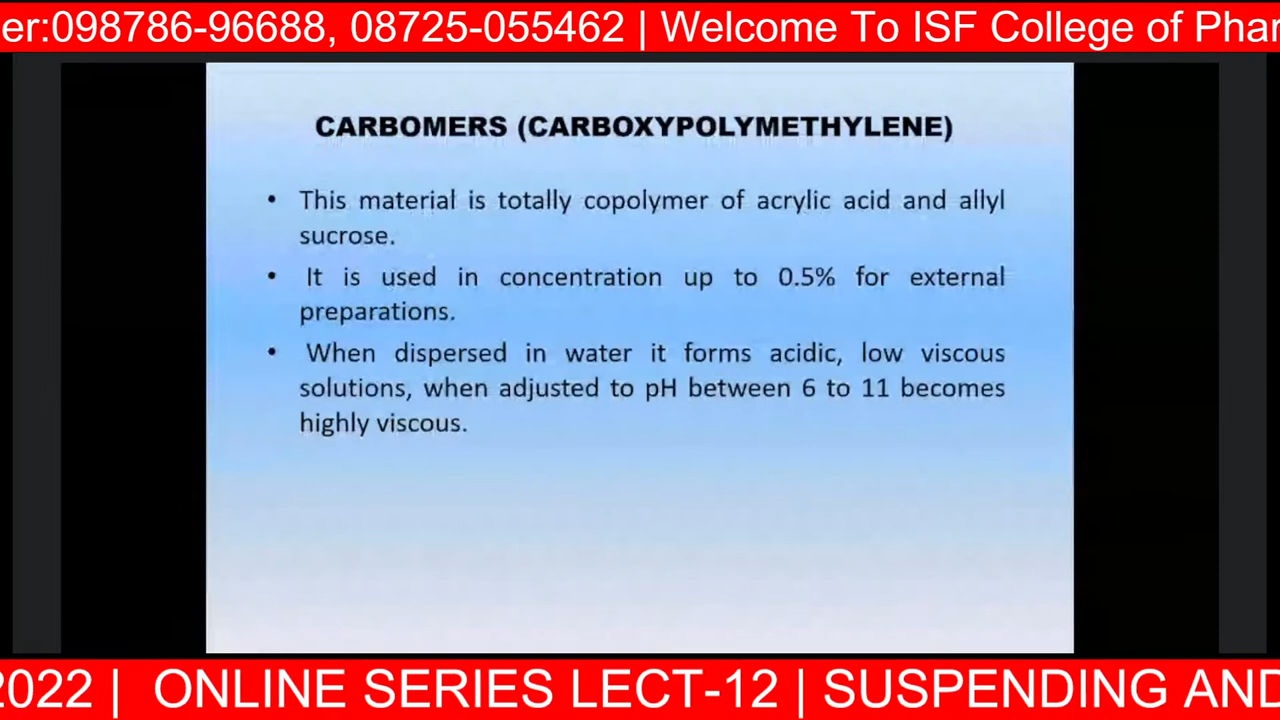 er:098786-96688, 08725-055462 | Welcome To ISF College of Phar
CARBOMERS (CARBOXYPOLYMETHYLENE)
• This material is totally copolymer of acrylic acid and allyl
sucrose.
• It is used in concentration up to 0.5% for external
preparations.
• When dispersed in water it forms acidic, low viscous
solutions, when adjusted to pH between 6 to 11 becomes
highly viscous.
2022 | ONLINE SERIES LECT-12 | SUSPENDING AND